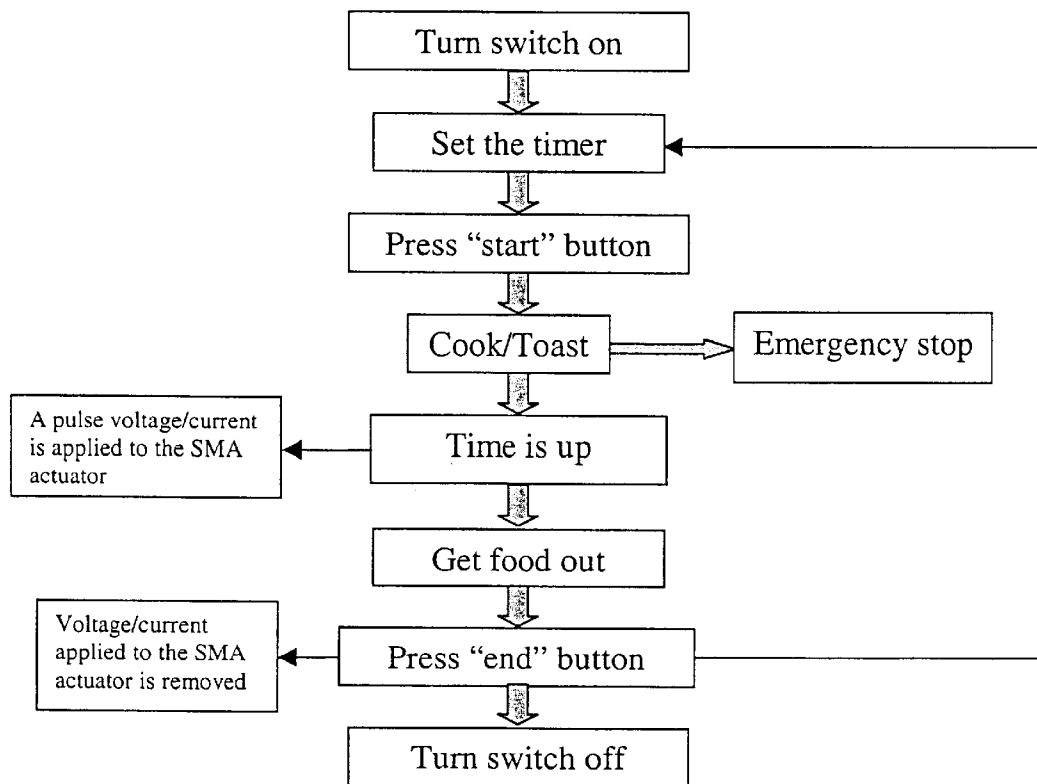 Turn switch on
Set the timer
Press “start” button
Cook/Toast
Emergency stop
A pulse voltage/current
is applied to the SMA
actuator
Time is up
Get food out
Voltage/current
applied to the SMA
actuator is removed
Press “end” button
Turn switch off